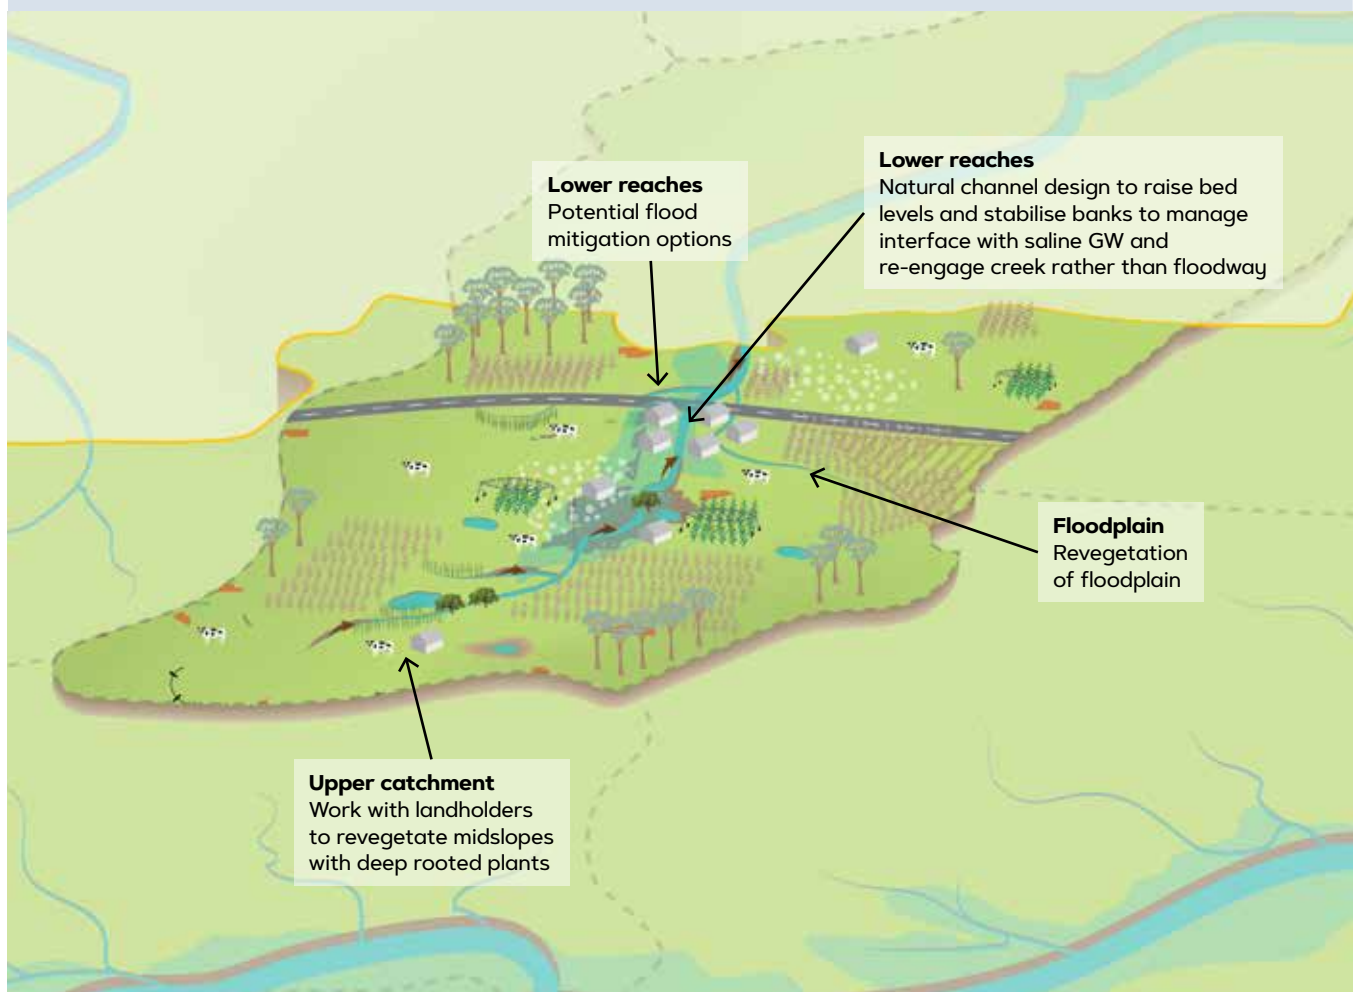 Lower reaches
Potential flood
mitigation options
Lower reaches
Natural channel design to raise bed
levels and stabilise banks to manage
interface with saline GW and
re-engage creek rather than floodway
Floodplain
Revegetation
of floodplain
Upper catchment
Work with landholders
to revegetate midslopes
with deep rooted plants